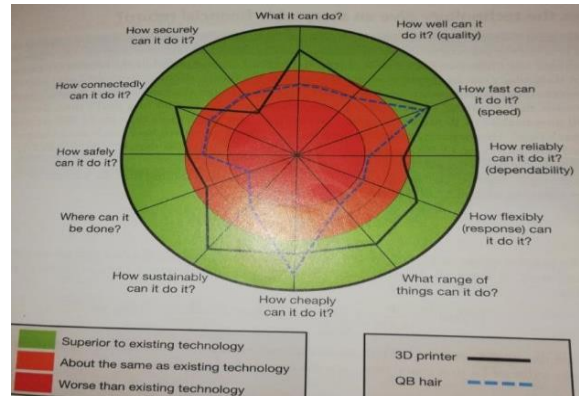 What it can do?
How well can it
do it? (quality)
How fast can
it do it?
(speed)
How reliably
can it do it?
(dependability)
How flexibly
(response) can
it do it?
What range of
things can it do?
How cheaply
can it do it?
How sustainably
can it do it?
Where can it
be done?
How safely
can it do it?
How connectedly
can it do it?
How securely
can it do it?
Superior to existing technology
About the same as existing technology
Worse than existing technology
3D printer
QB hair